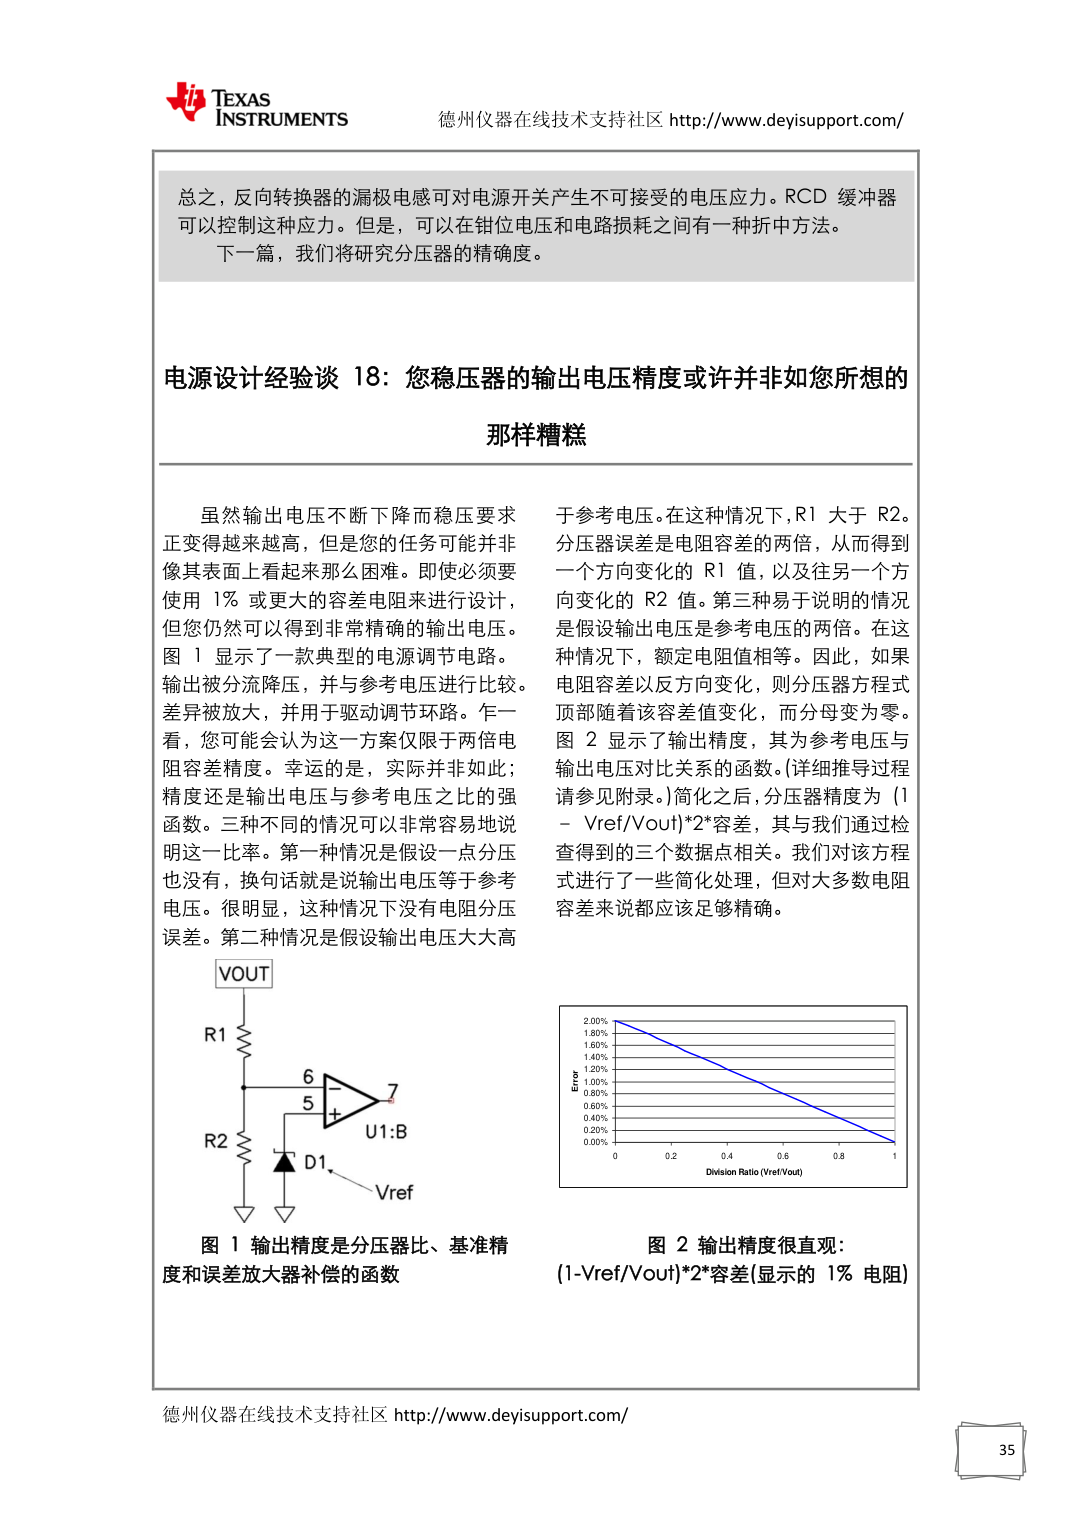 TEXAS
INSTRUMENTS
德州仪器在线技术支持社区 http://www.deyisupport.com/
总之，反向转换器的漏极电感可对电源开关产生不可接受的电压应力。RCD 缓冲器
可以控制这种应力。但是，可以在钳位电压和电路损耗之间有一种折中方法。
下一篇，我们将研究分压器的精确度。
电源设计经验谈 18：您稳压器的输出电压精度或许并非如您所想的
那样糟糕
虽然输出电压不断下降而稳压要求
正变得越来越高，但是您的任务可能并非
像其表面上看起来那么困难。即使必须要
使用 1% 或更大的容差电阻来进行设计，
但您仍然可以得到非常精确的输出电压。
图 1 显示了一款典型的电源调节电路。
输出被分流降压，并与参考电压进行比较。
差异被放大，并用于驱动调节环路。乍一
看，您可能会认为这一方案仅限于两倍电
阻容差精度。幸运的是，实际并非如此；
精度还是输出电压与参考电压之比的强
函数。三种不同的情况可以非常容易地说
明这一比率。第一种情况是假设一点分压
也没有，换句话就是说输出电压等于参考
电压。很明显，这种情况下没有电阻分压
误差。第二种情况是假设输出电压大大高
于参考电压。在这种情况下，R1 大于 R2。
分压器误差是电阻容差的两倍，从而得到
一个方向变化的 R1 值，以及往另一个方
向变化的 R2 值。第三种易于说明的情况
是假设输出电压是参考电压的两倍。在这
种情况下，额定电阻值相等。因此，如果
电阻容差以反方向变化，则分压器方程式
顶部随着该容差值变化，而分母变为零。
图 2 显示了输出精度，其为参考电压与
输出电压对比关系的函数。(详细推导过程
请参见附录。)简化之后，分压器精度为 (1
– Vref/Vout)*2*容差，其与我们通过检
查得到的三个数据点相关。我们对该方程
式进行了一些简化处理，但对大多数电阻
容差来说都应该足够精确。
VOUT
R1
6
7
5
U1:B
R2
D1
Vref
图 1 输出精度是分压器比、基准精
度和误差放大器补偿的函数
2.00%
1.80%
1.60%
1.40%
1.20%
1.00%
0.80%
0.60%
0.40%
0.20%
0.00%
Error
0 0.2 0.4 0.6 0.8 1
Division Ratio (Vref/Vout)
图 2 输出精度很直观：
(1-Vref/Vout)*2*容差(显示的 1% 电阻)
德州仪器在线技术支持社区 http://www.deyisupport.com/
35